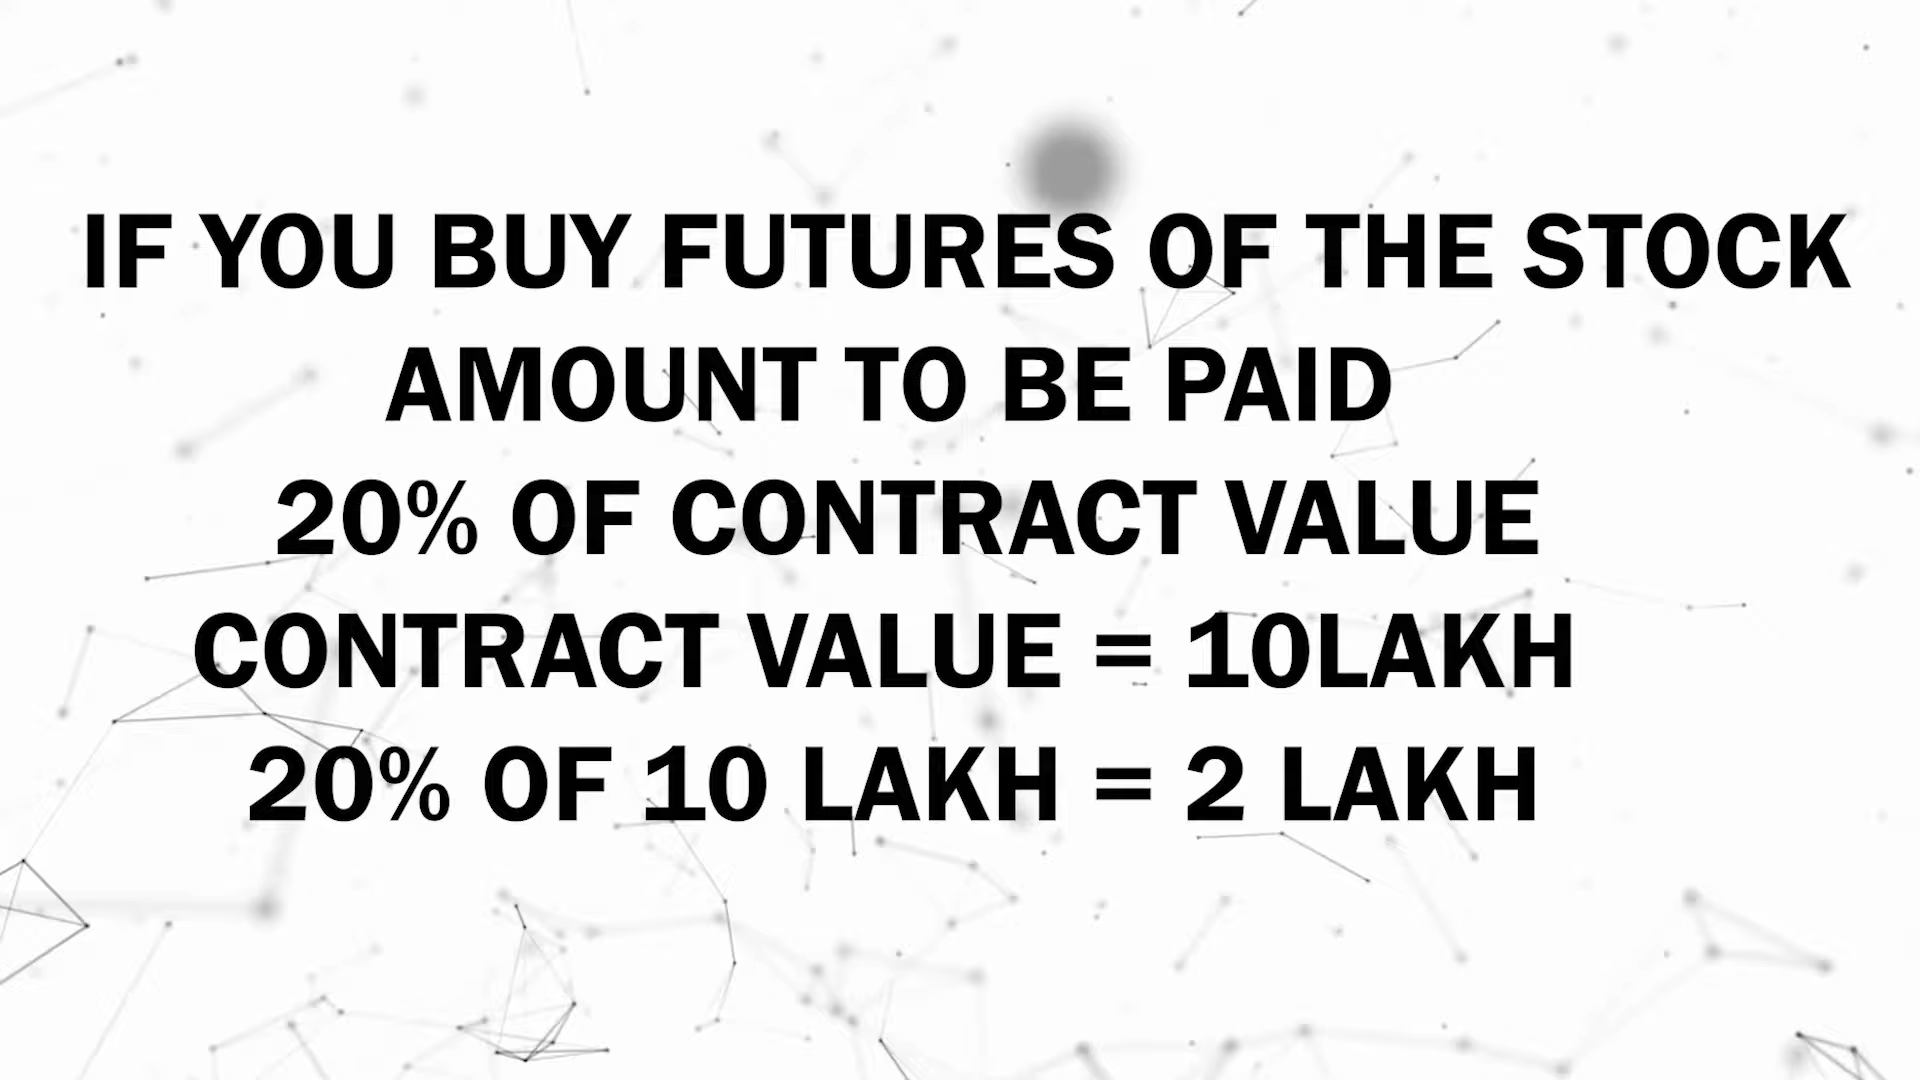 IF YOU BUY FUTURES OF THE STOCK
AMOUNT TO BE PAID
20% OF CONTRACT VALUE
CONTRACT VALUE = 10LAKH
20% OF 10 LAKH = 2 LAKH